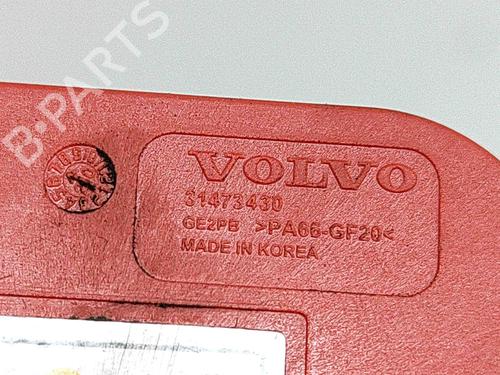 B-PARTS
VOLVO
31473430
GE2PB >PA66-GF20<
MADE IN KOREA